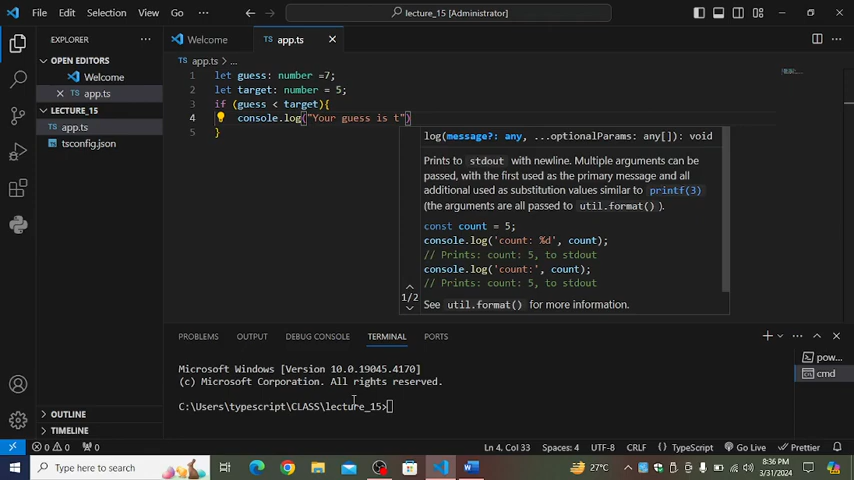 File Edit Selection View Go ··· lecture_15 [Administrator]
EXPLORER ···
Welcome app.ts
OPEN EDITORS
Welcome
app.ts
LECTURE_15
app.ts
tsconfig.json
app.ts > ...
1 let guess: number =7;
2 let target: number = 5;
3 if (guess < target){
4 console.log("Your guess is t")
5 }
log(message?: any, ...optionalParams: any[]): void
Prints to stdout with newline. Multiple arguments can be
passed, with the first used as the primary message and all
additional used as substitution values similar to printf(3)
(the arguments are all passed to util.format() ).
const count = 5;
console.log('count: %d', count);
// Prints: count: 5, to stdout
console.log('count:', count);
// Prints: count: 5, to stdout
1/2
See util.format() for more information.
PROBLEMS OUTPUT DEBUG CONSOLE TERMINAL PORTS
Microsoft Windows [Version 10.0.19045.4170]
(c) Microsoft Corporation. All rights reserved.
C:\Users\typescript\CLASS\lecture_15>
pow...
cmd
OUTLINE
TIMELINE
0 0 0 Ln 4, Col 33 Spaces: 4 UTF-8 CRLF {} TypeScript Go Live Prettier
Type here to search 27°C 8:36 PM
3/31/2024